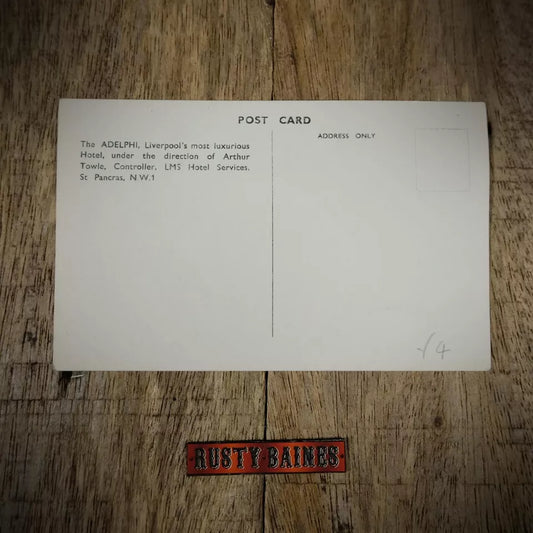 POST CARD
The ADELPHI, Liverpool's most luxurious
Hotel, under the direction of Arthur
Towle, Controller, LMS Hotel Services,
St Pancras, N W.1
ADDRESS ONLY
RUSTY BAINES